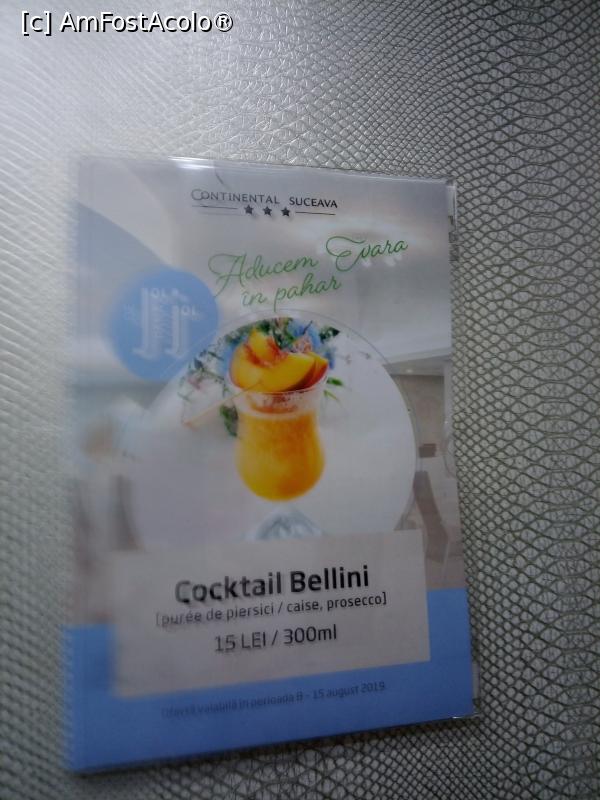 [c] AmFostAcolo®
CONTINENTAL SUCEAVA
Aducem Vara
în pahar
Cocktail Bellini
[purée de piersici / caise, prosecco]
15 LEI / 300ml
Ofertă valabilă în perioada 8 - 15 august 2019